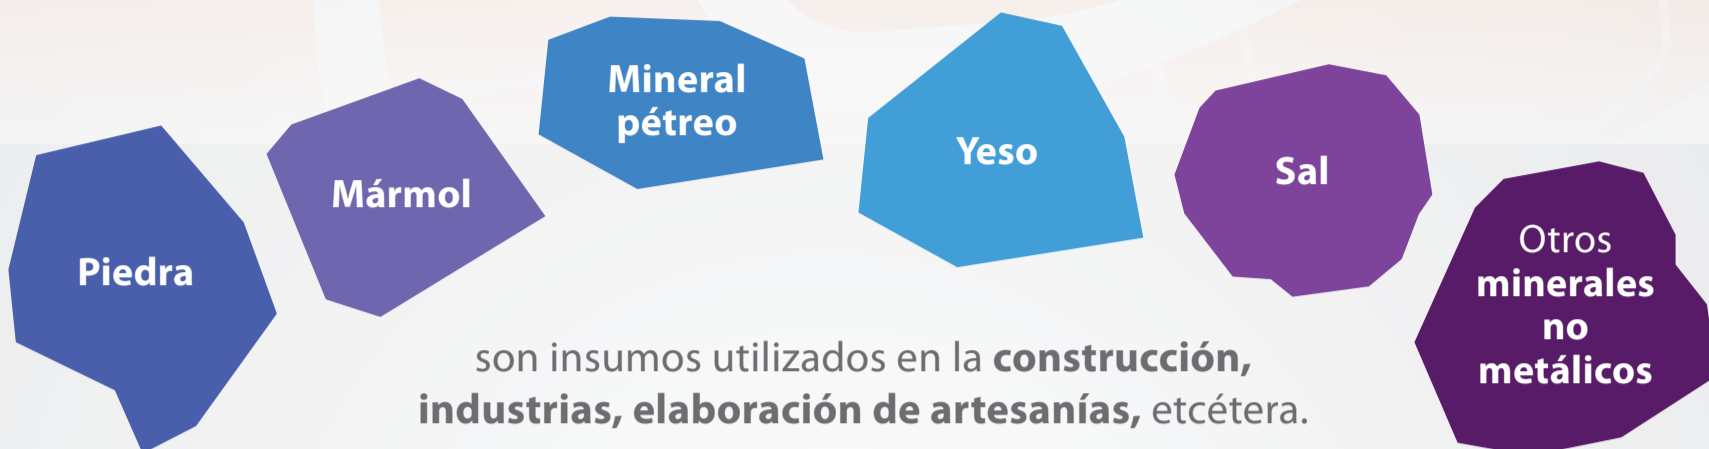 Piedra
Mármol
Mineral
pétreo
Yeso
Sal
Otros
minerales
no
metálicos
son insumos utilizados en la construcción,
industrias, elaboración de artesanías, etcétera.